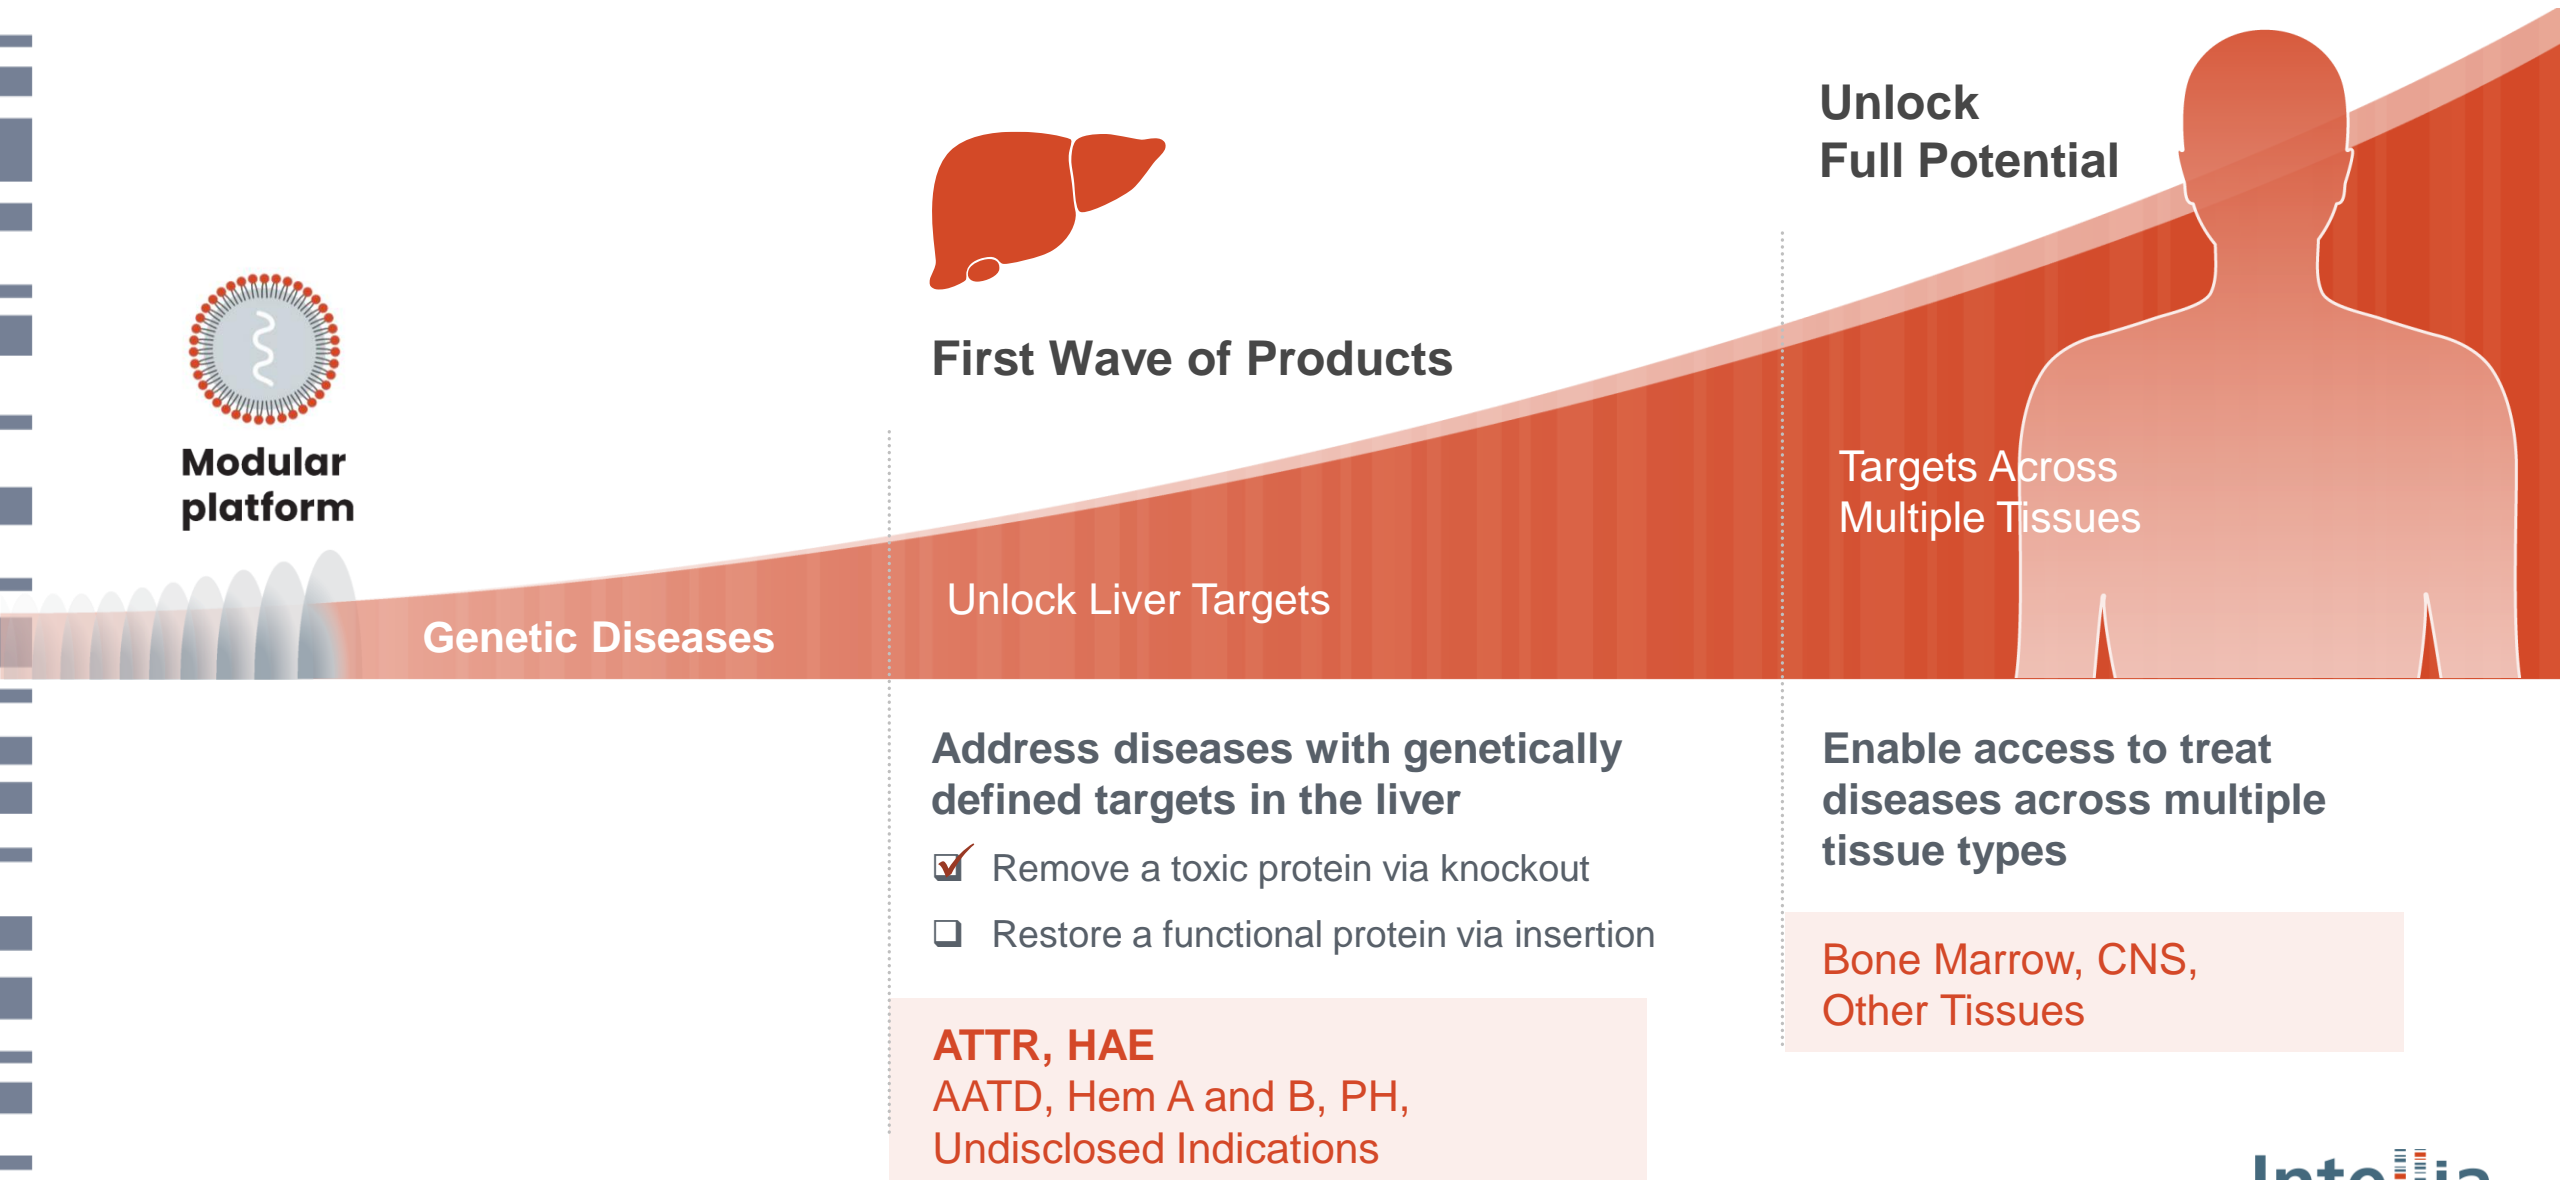 Unlock
Full Potential
First Wave of Products
Modular
platform
Targets Across
Multiple Tissues
Unlock Liver Targets
Genetic Diseases
Address diseases with genetically
defined targets in the liver
Remove a toxic protein via knockout
Restore a functional protein via insertion
ATTR, HAE
AATD, Hem A and B, PH,
Undisclosed Indications
Enable access to treat
diseases across multiple
tissue types
Bone Marrow, CNS,
Other Tissues
Intellia